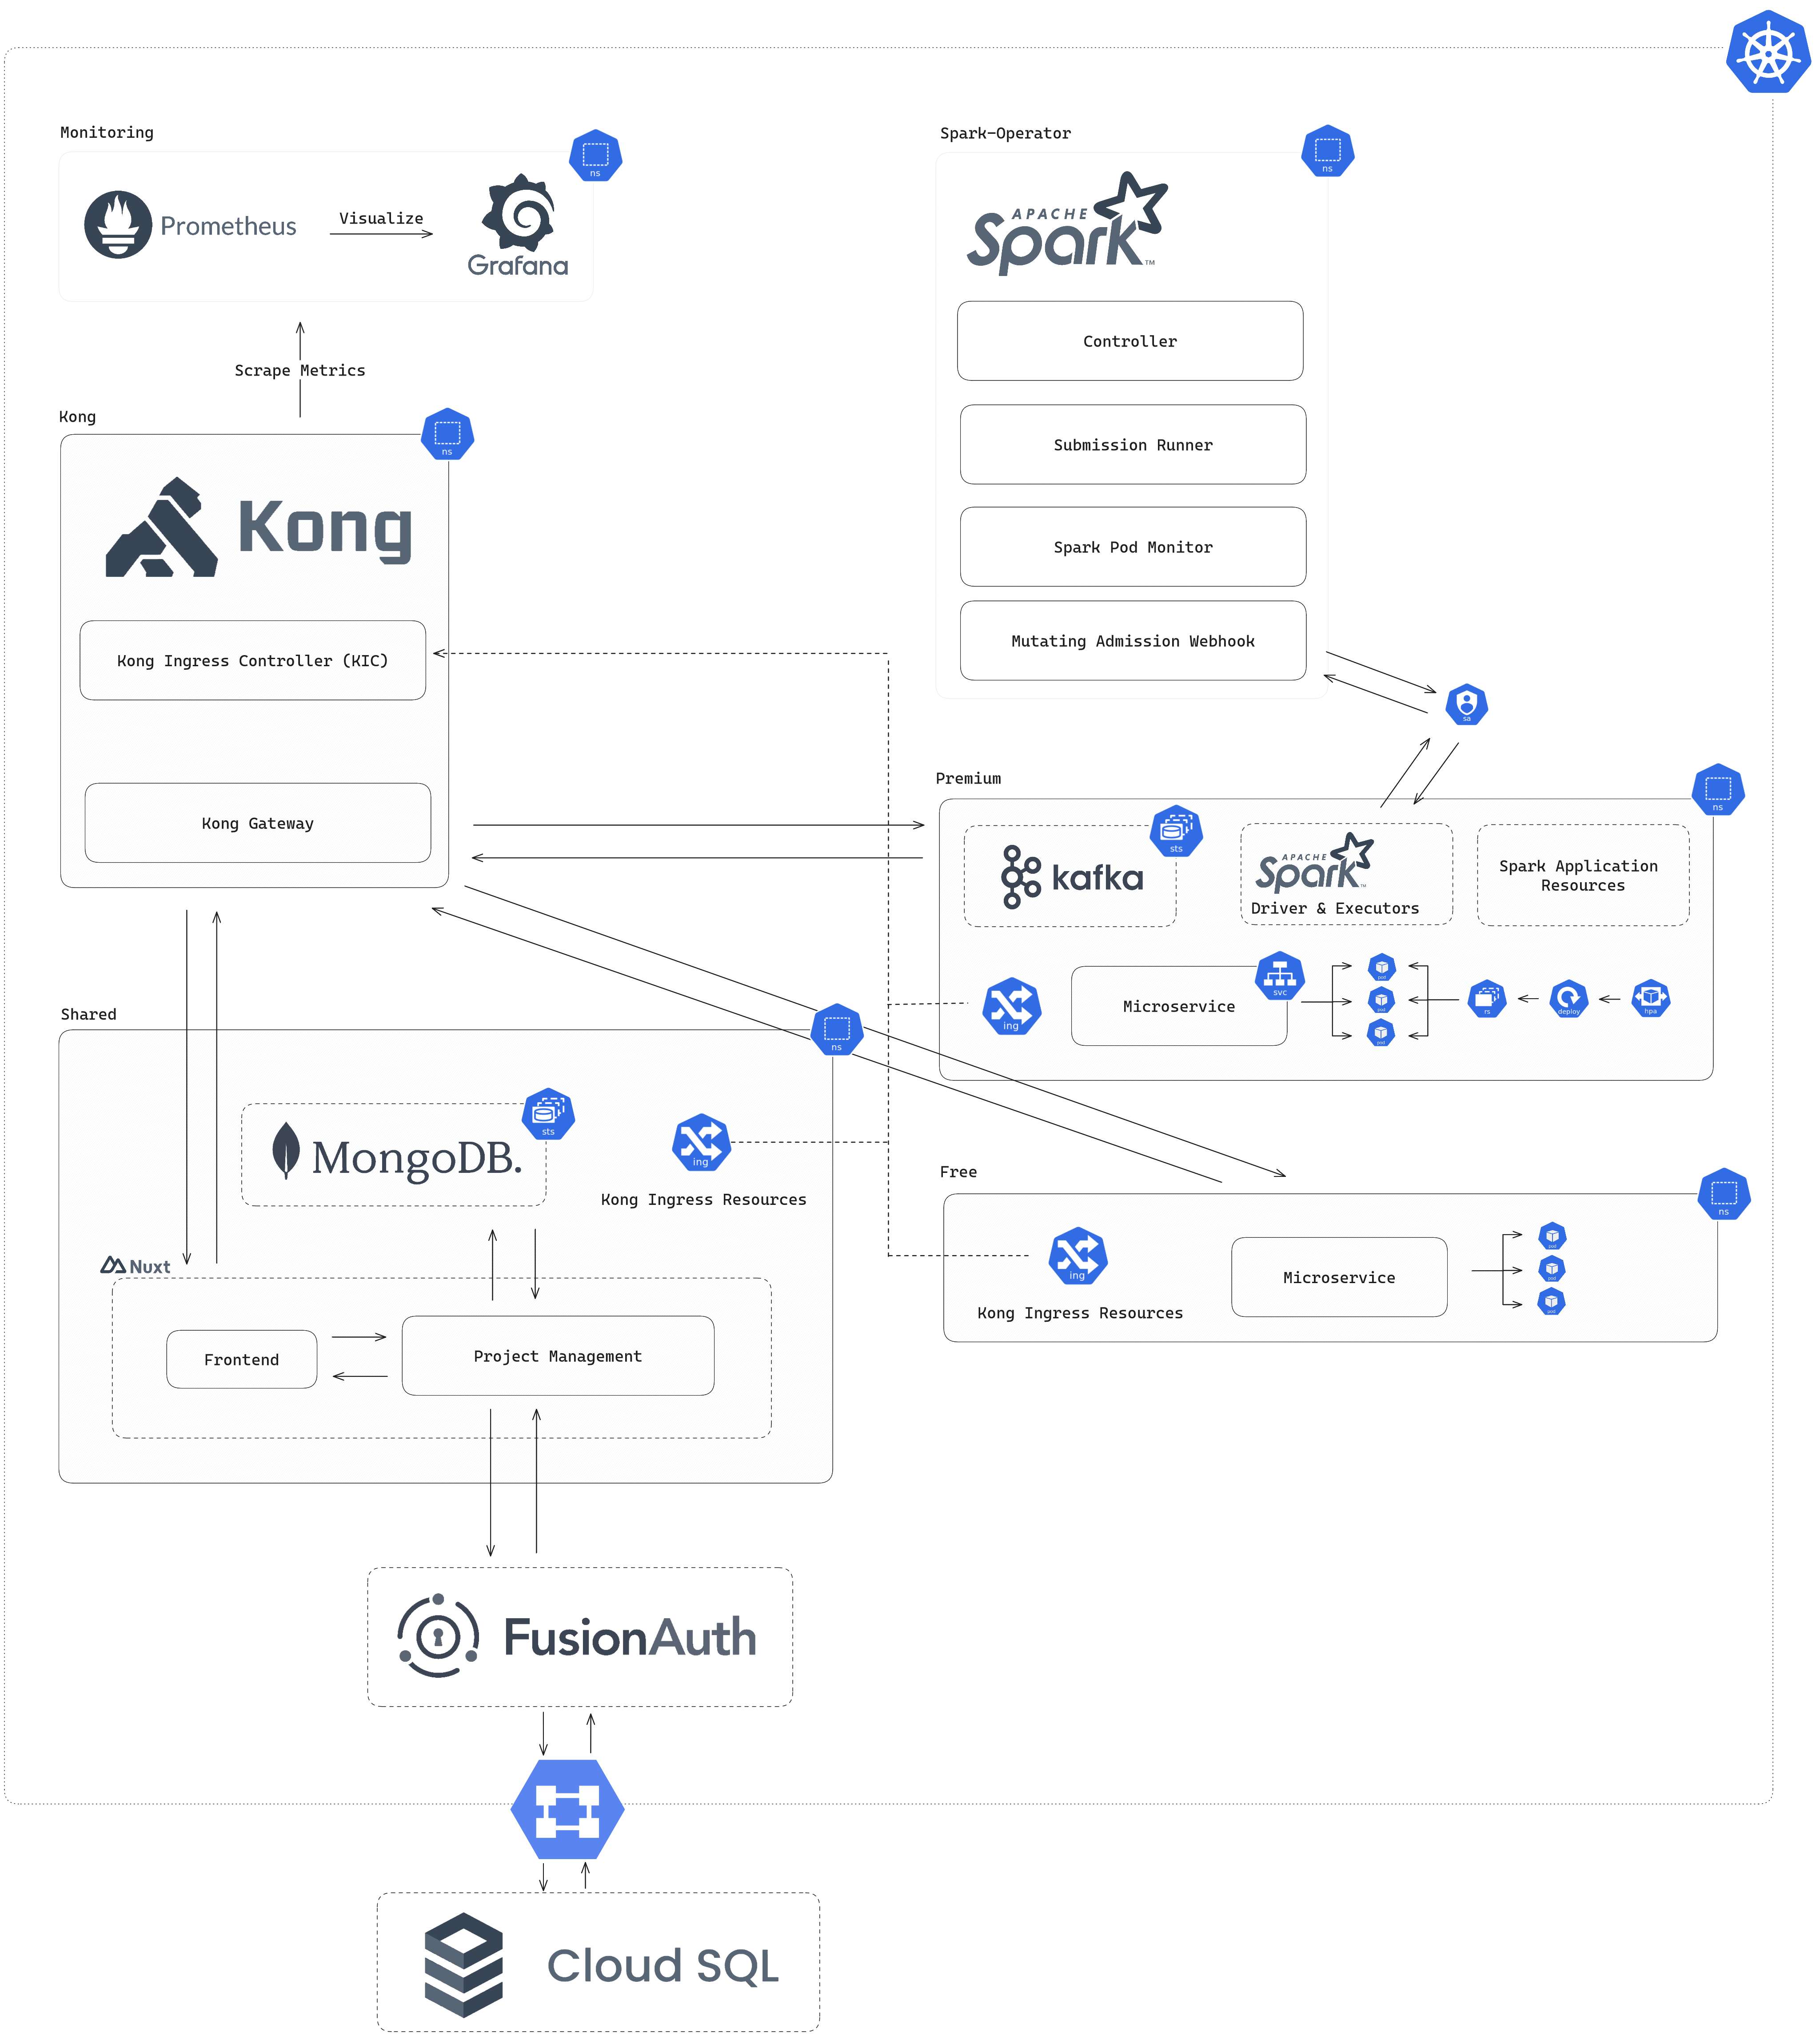 Monitoring
ns
Prometheus
Visualize
Grafana
Scrape Metrics
Kong
ns
Kong
Kong Ingress Controller (KIC)
Kong Gateway
Spark-Operator
ns
APACHE
Spark™
Controller
Submission Runner
Spark Pod Monitor
Mutating Admission Webhook
sa
Premium
ns
sts
kafka
APACHE
Spark™
Driver & Executors
Spark Application
Resources
ing
Microservice
svc
pod
pod
pod
rs
deploy
hpa
Shared
ns
sts
MongoDB.
ing
Kong Ingress Resources
Nuxt
Frontend
Project Management
Free
ns
ing
Kong Ingress Resources
Microservice
pod
pod
pod
FusionAuth
Cloud SQL